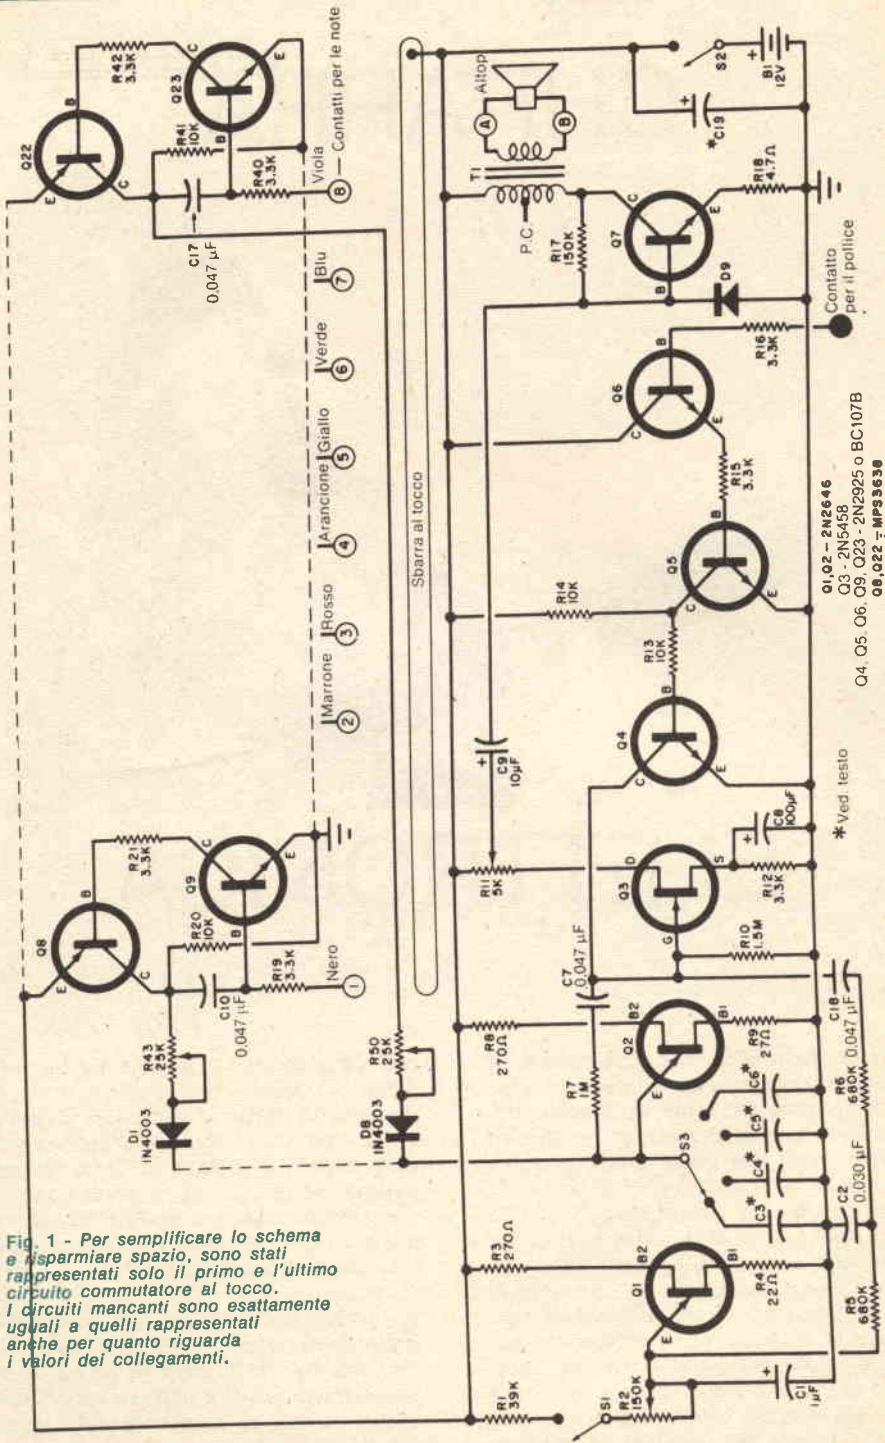 Fig. 1 - Per semplificare lo schema
e risparmiare spazio, sono stati
rappresentati solo il primo e l'ultimo
circuito commutatore al tocco.
I circuiti mancanti sono esattamente
uguali a quelli rappresentati
anche per quanto riguarda
i valori dei collegamenti.
Q8
E
B
C
R21
3.3K
Q9
C
B
E
R20
10K
R43
25K
D1
1N4003
C10
0.047 µF
R19
3.3K
Nero
1
Marrone
2
Rosso
3
Arancione
4
Giallo
5
Verde
6
Blu
7
Viola
8 — Contatti per le note
Q22
E
B
C
R42
3.3K
Q23
C
B
E
R41
10K
C17
0.047 µF
R40
3.3K
R50
25K
D8
1N4003
Sbarra al tocco
R1
39K
S1
R2
150K
C1
1µF
R3
270Ω
Q1
E
B2
B1
R4
22Ω
R5
680K
C2
0.030 µF
R6
680K
C18
0.047 µF
S3
C3
*
C4
*
C5
*
C6
*
R7
1M
R8
270Ω
Q2
E
B2
B1
R9
27Ω
C7
0.047 µF
R10
1.5M
R11
5K
Q3
G
D
S
R12
3.3K
C8
100µF
C9
10µF
Q4
C
B
E
R13
10K
R14
10K
Q5
C
B
E
R15
3.3K
Q6
C
B
E
R16
3.3K
Contatto
per il pollice
R17
150K
P.C.
T1
Q7
C
B
E
D9
R18
4.7Ω
Altop
A
B
*C19
S2
B1
12V
*Ved. testo
Q1,Q2 – 2N2646
Q3 - 2N5458
Q4, Q5, Q6, Q9, Q23 - 2N2925 o BC107B
Q8,Q22 – MPS3638